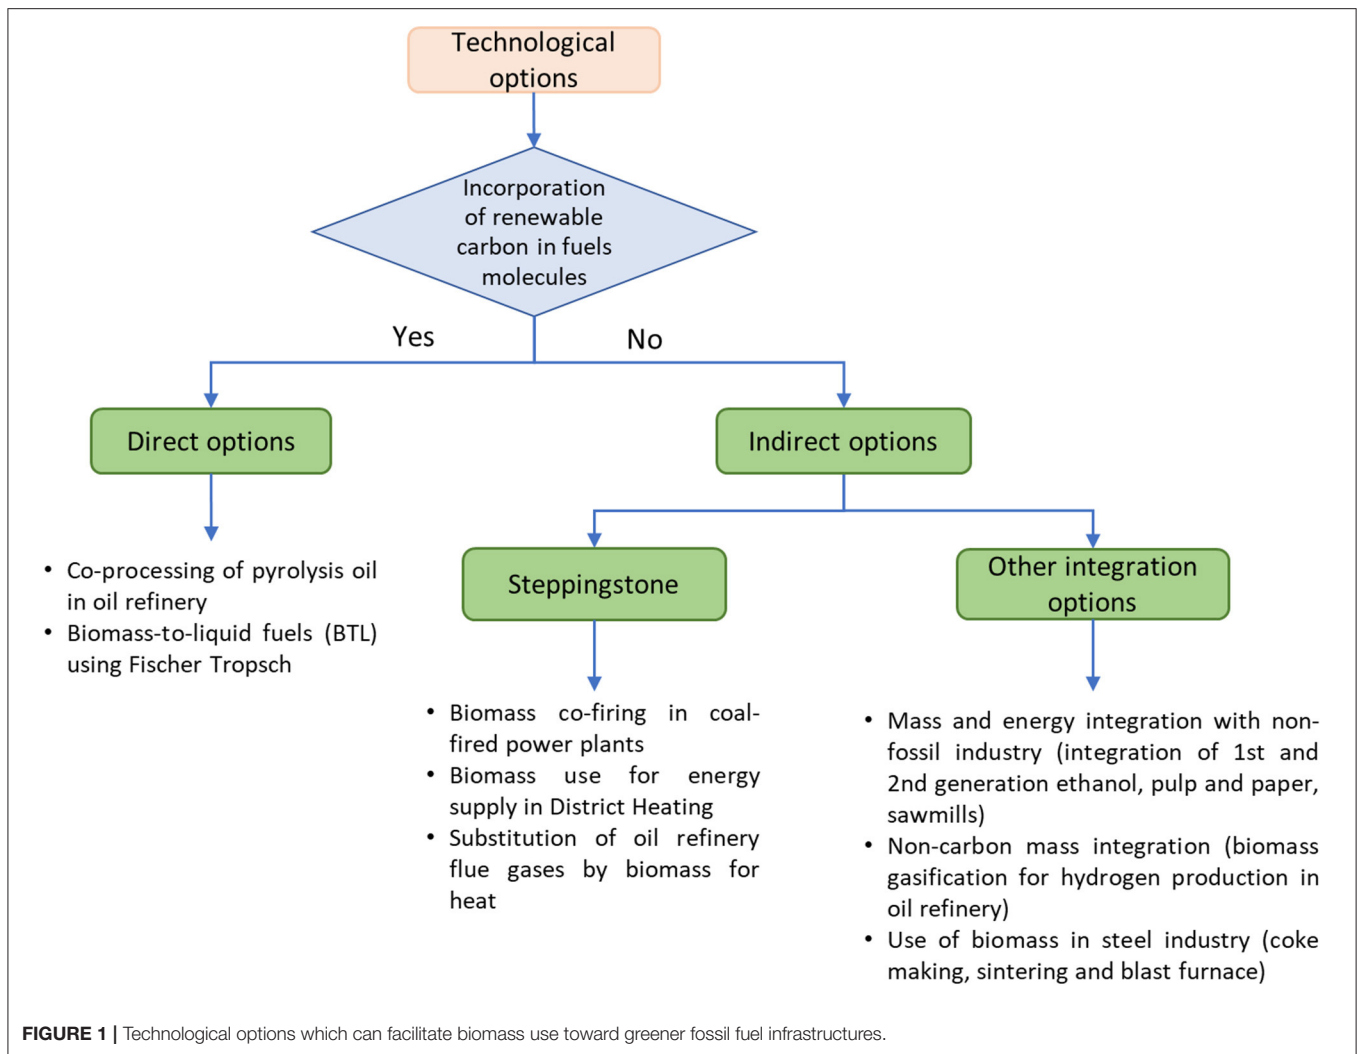 Technological
options
Incorporation
of renewable
carbon in fuels
molecules
Yes
No
Direct options
Indirect options
• Co-processing of pyrolysis oil
in oil refinery
• Biomass-to-liquid fuels (BTL)
using Fischer Tropsch
Steppingstone
Other integration
options
• Biomass co-firing in coal-
fired power plants
• Biomass use for energy
supply in District Heating
• Substitution of oil refinery
flue gases by biomass for
heat
• Mass and energy integration with non-
fossil industry (integration of 1st and
2nd generation ethanol, pulp and paper,
sawmills)
• Non-carbon mass integration (biomass
gasification for hydrogen production in
oil refinery)
• Use of biomass in steel industry (coke
making, sintering and blast furnace)
FIGURE 1 | Technological options which can facilitate biomass use toward greener fossil fuel infrastructures.